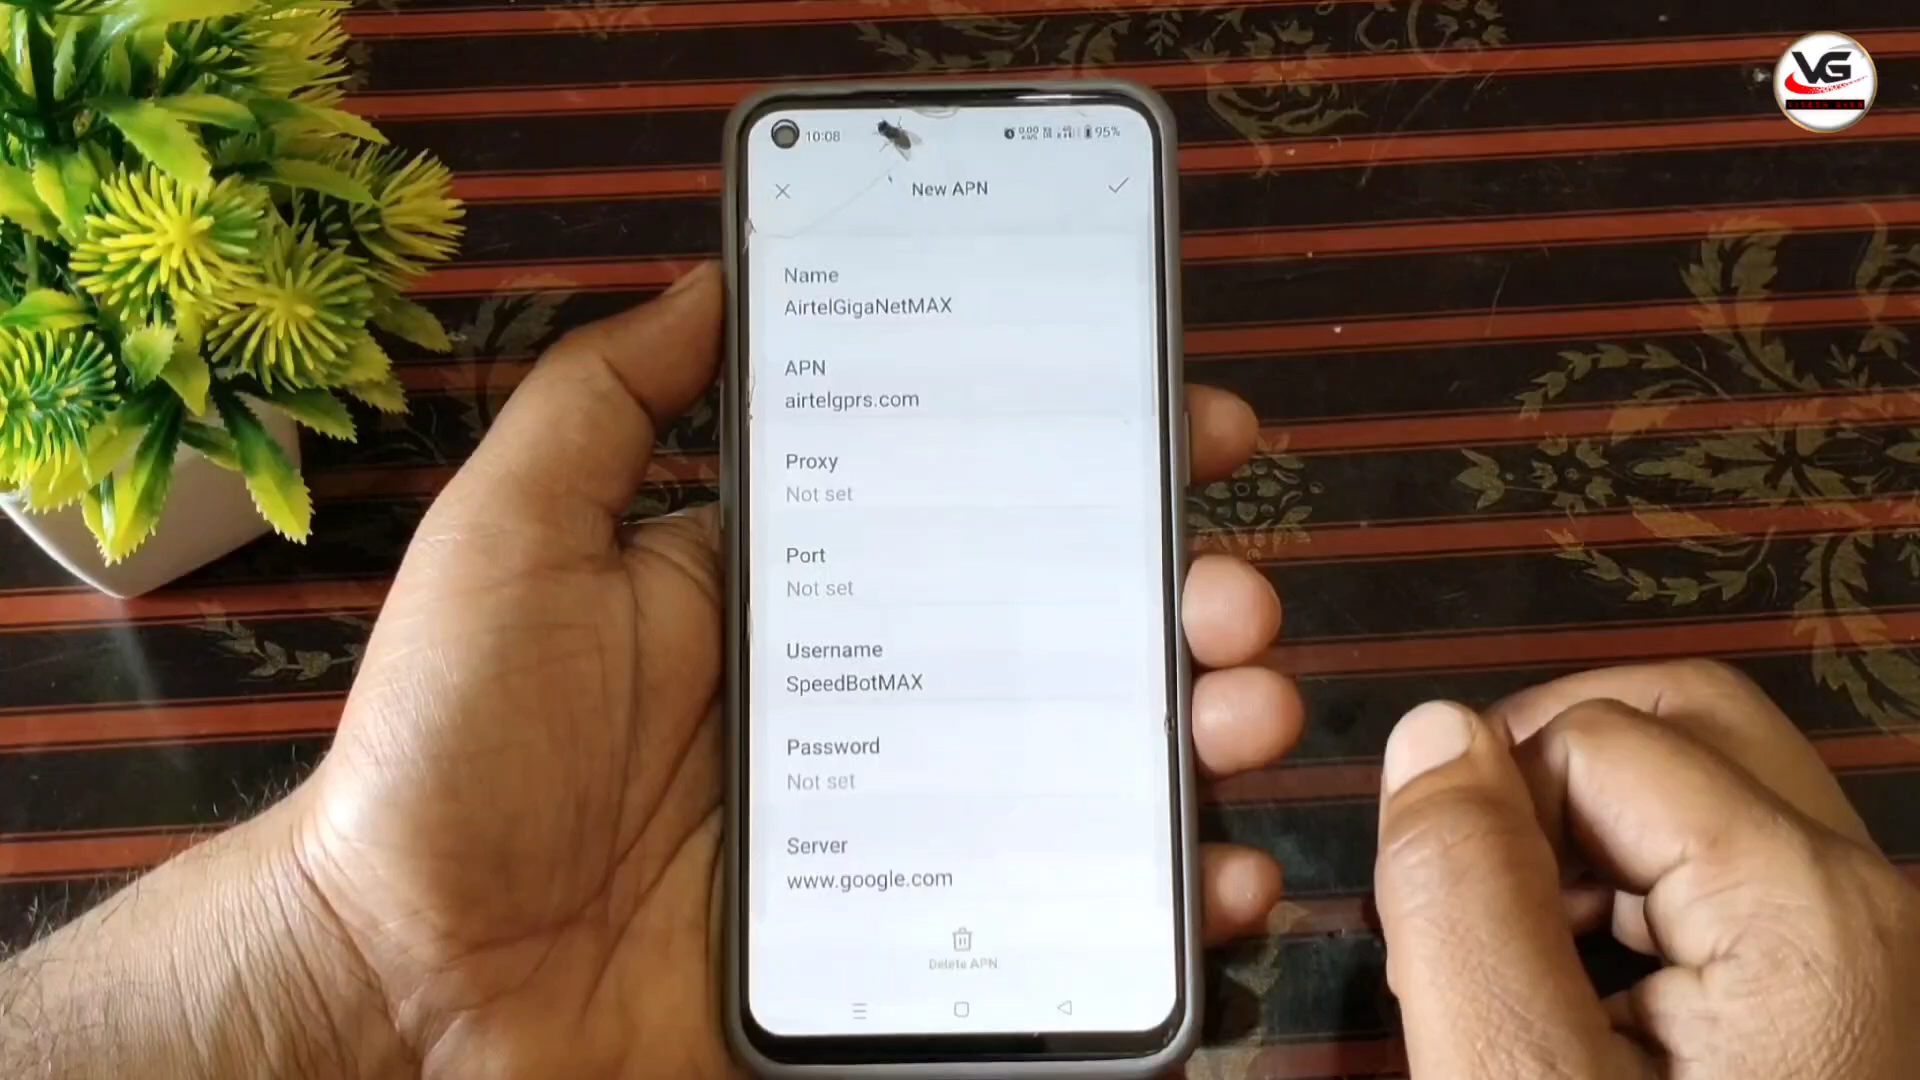 VG
10:08
95%
New APN
Name
AirtelGigaNetMAX
APN
airtelgprs.com
Proxy
Not set
Port
Not set
Username
SpeedBotMAX
Password
Not set
Server
www.google.com
Delete APN